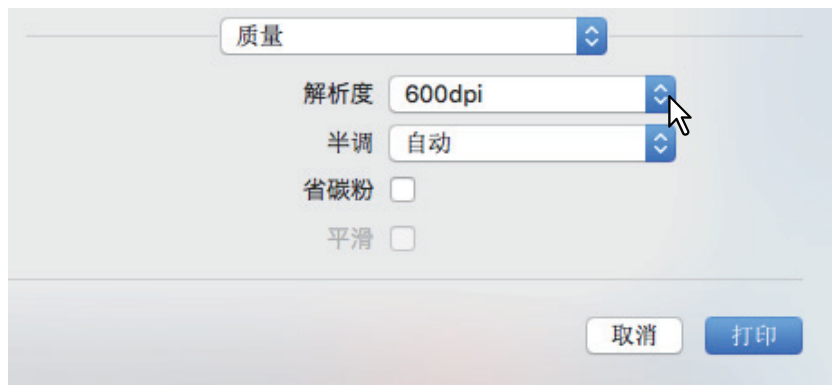 质量
解析度 600dpi
半调 自动
省碳粉
平滑
取消 打印